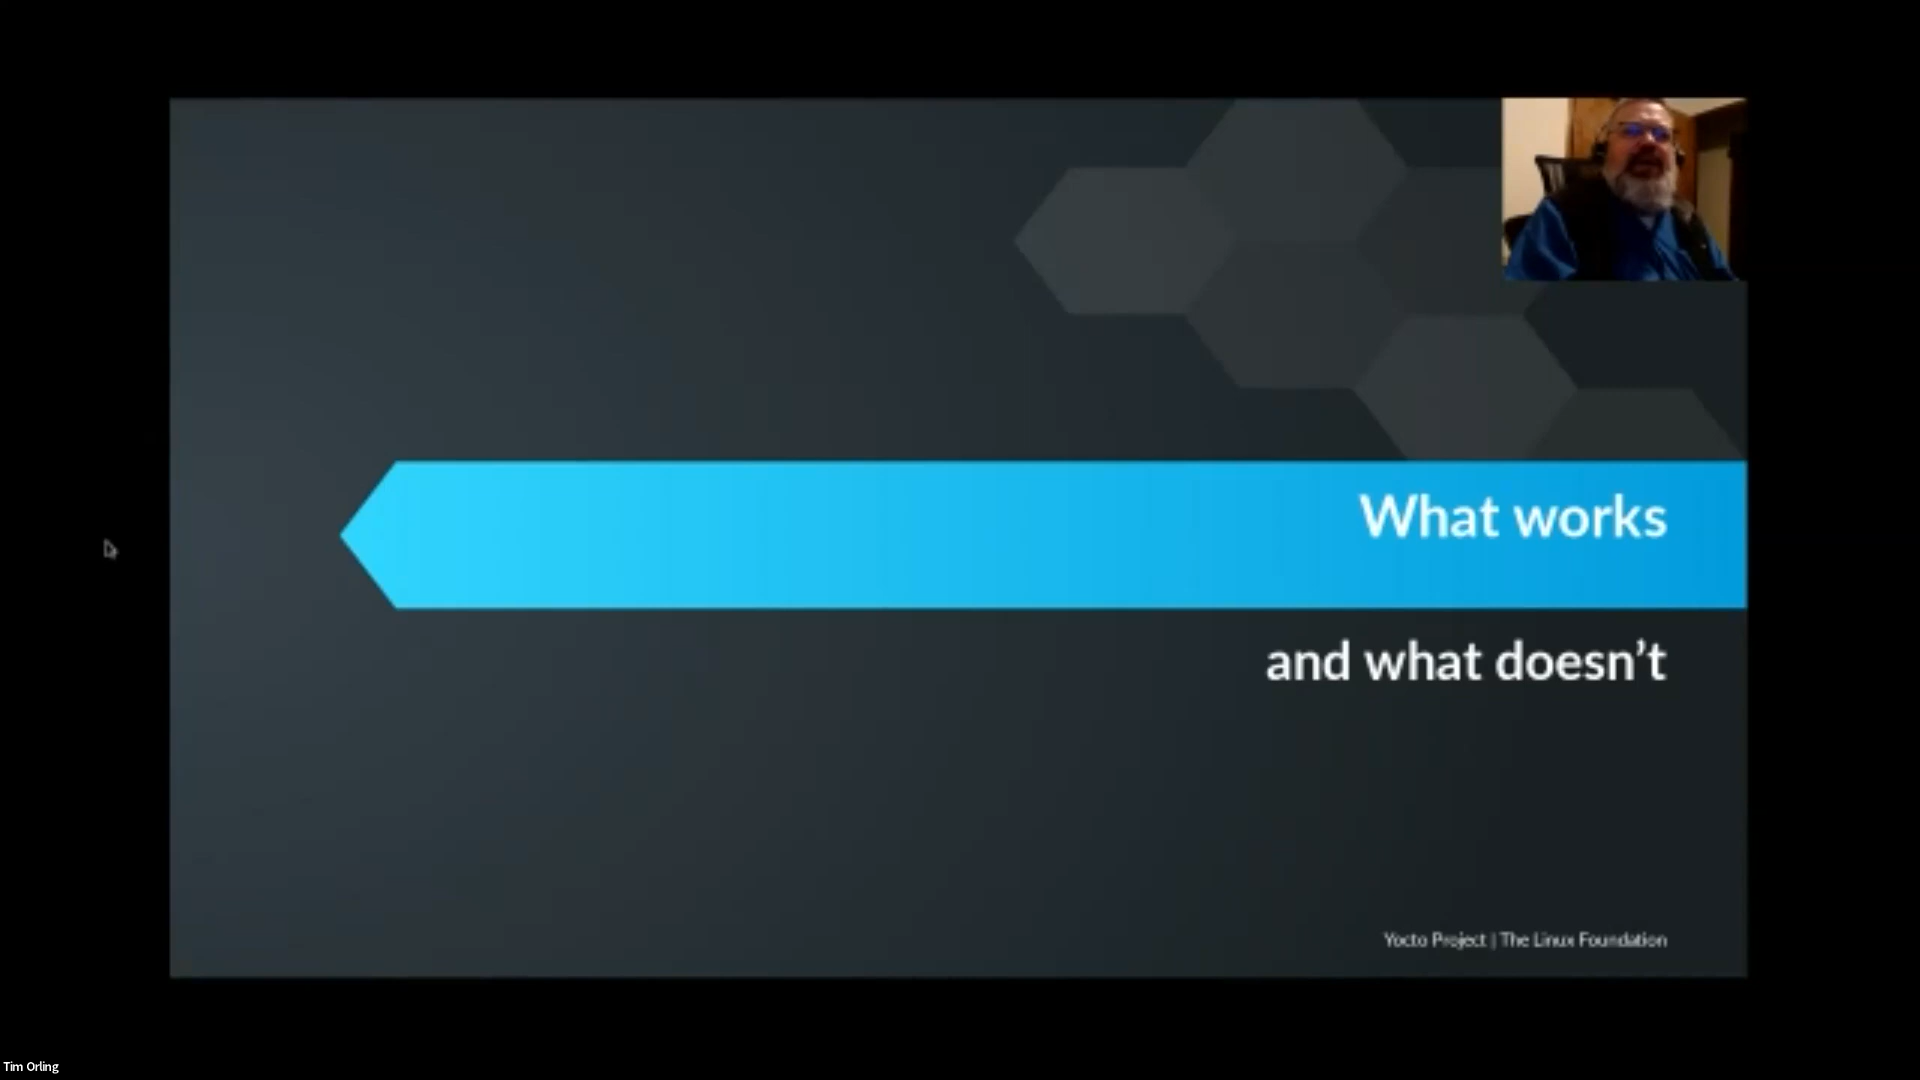 What works
and what doesn’t
Yocto Project | The Linux Foundation
Tim Orling